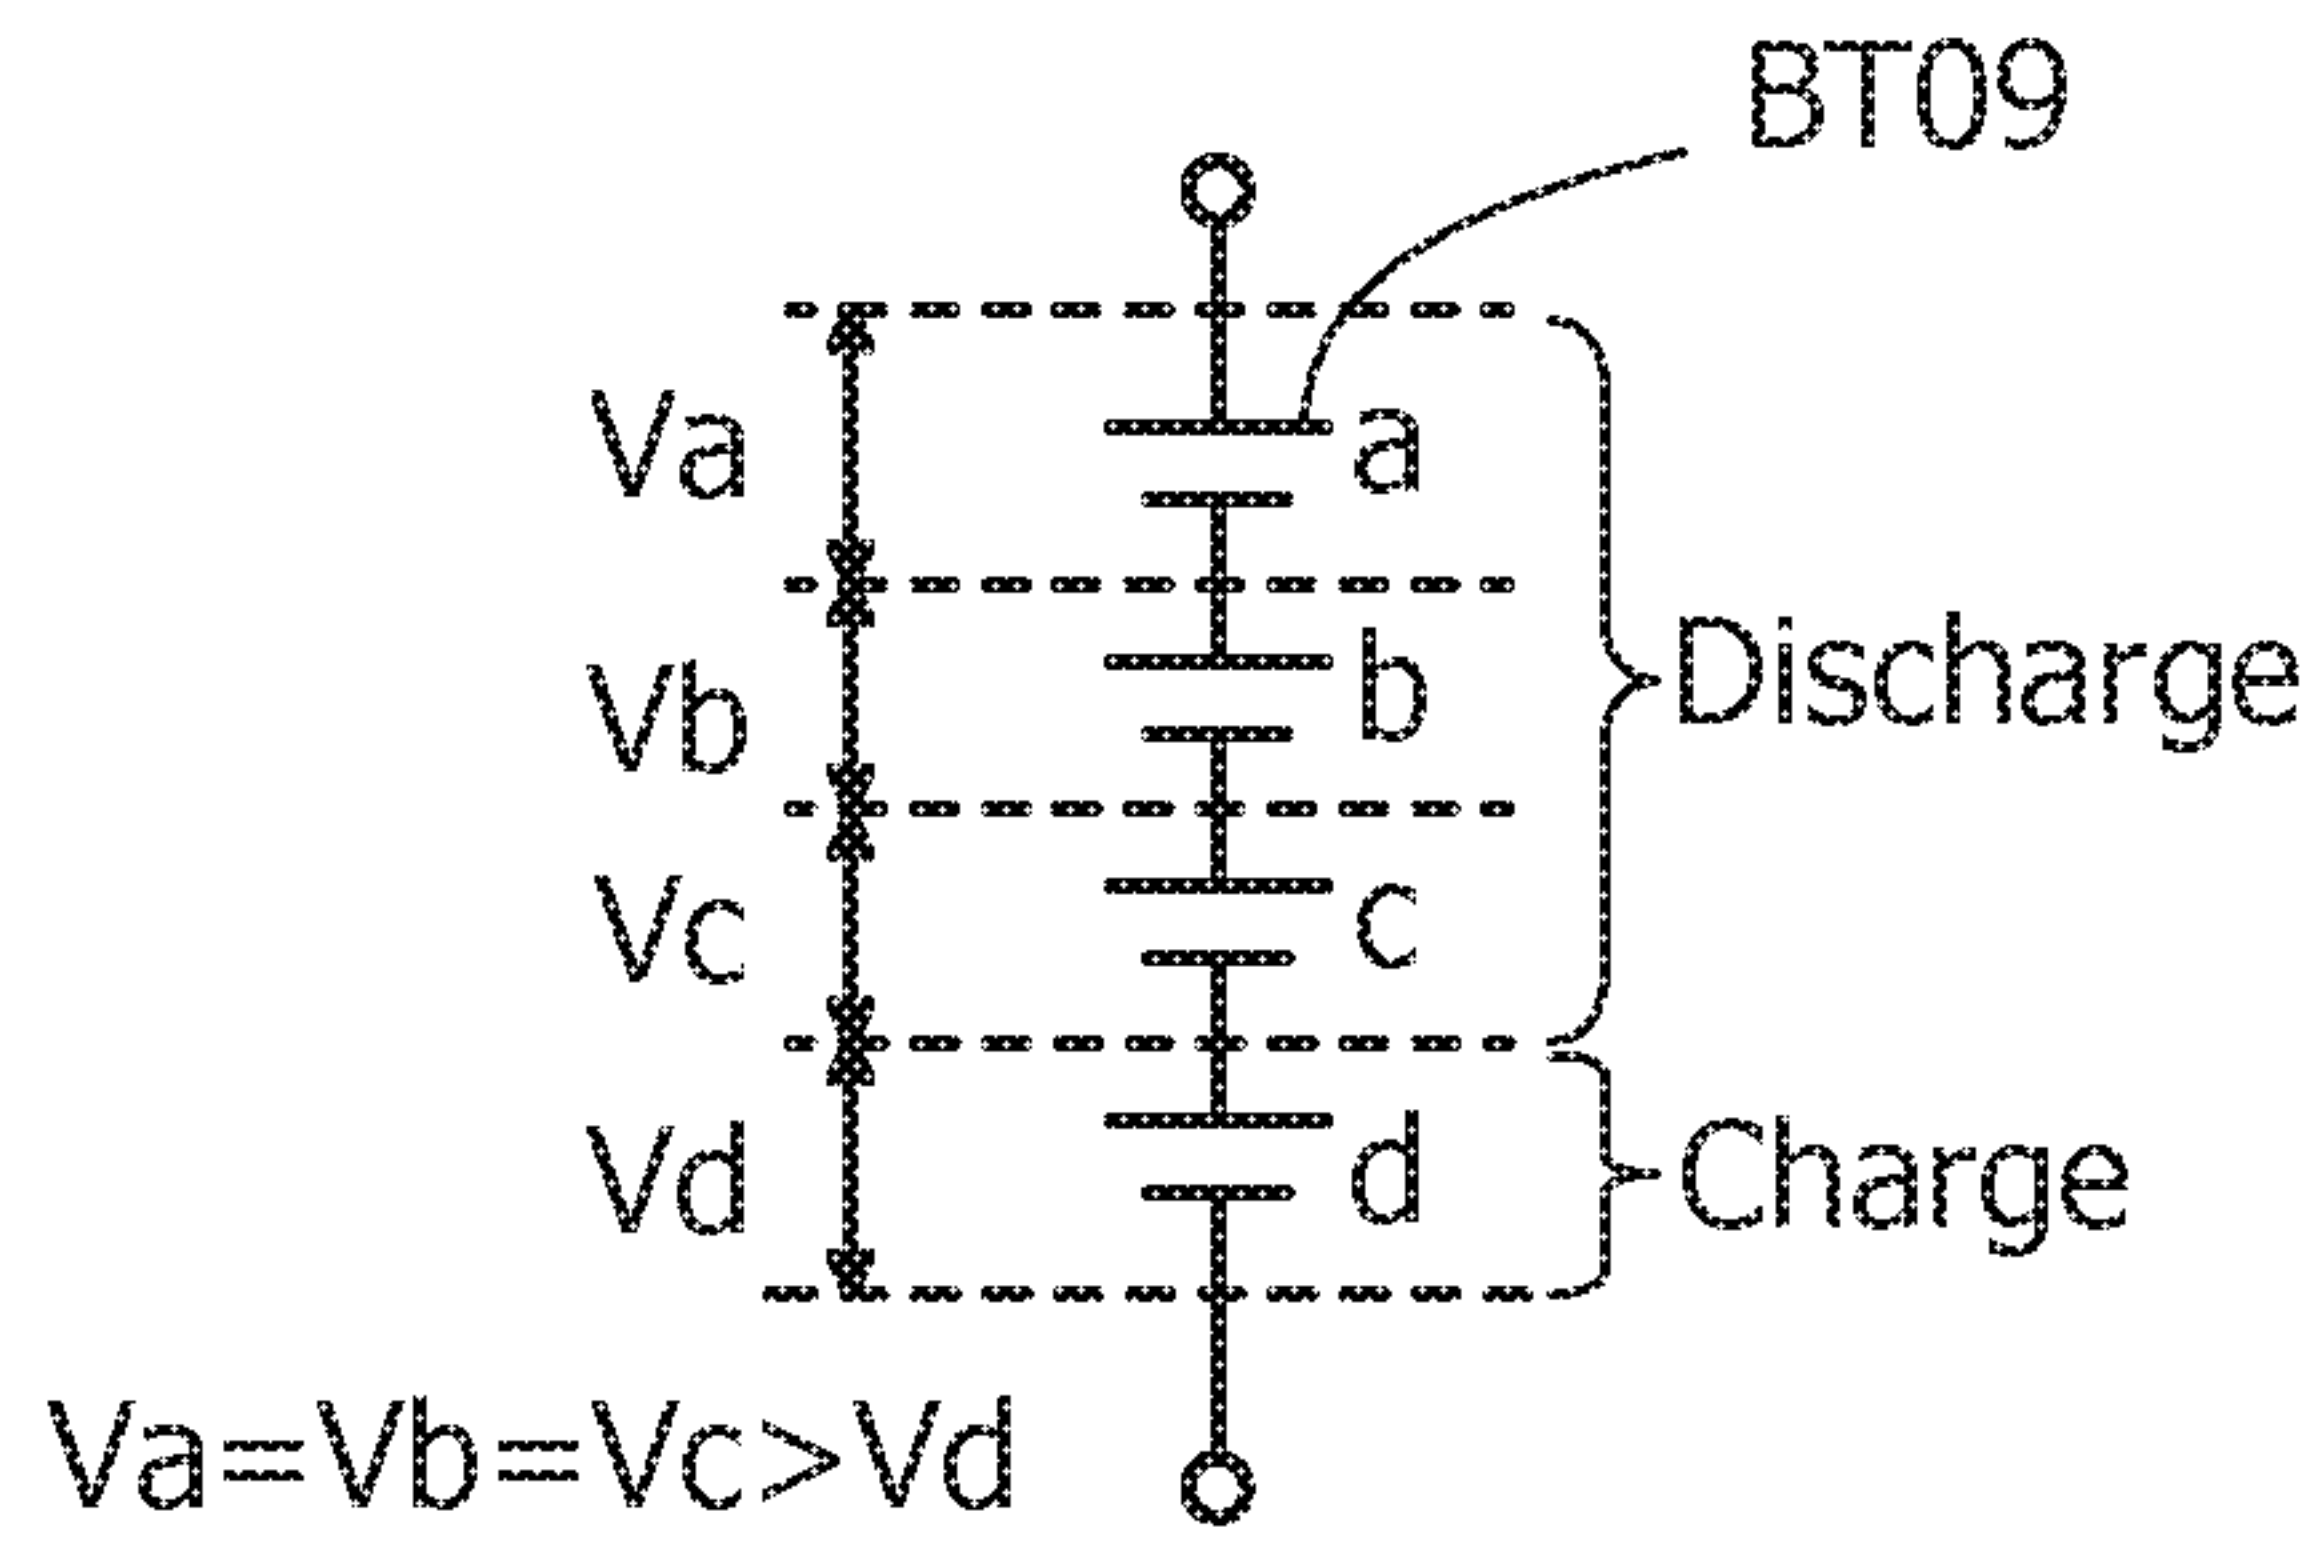 BT09
Va
a
Vb
b
Discharge
Vc
c
Vd
d
Charge
Va=Vb=Vc>Vd